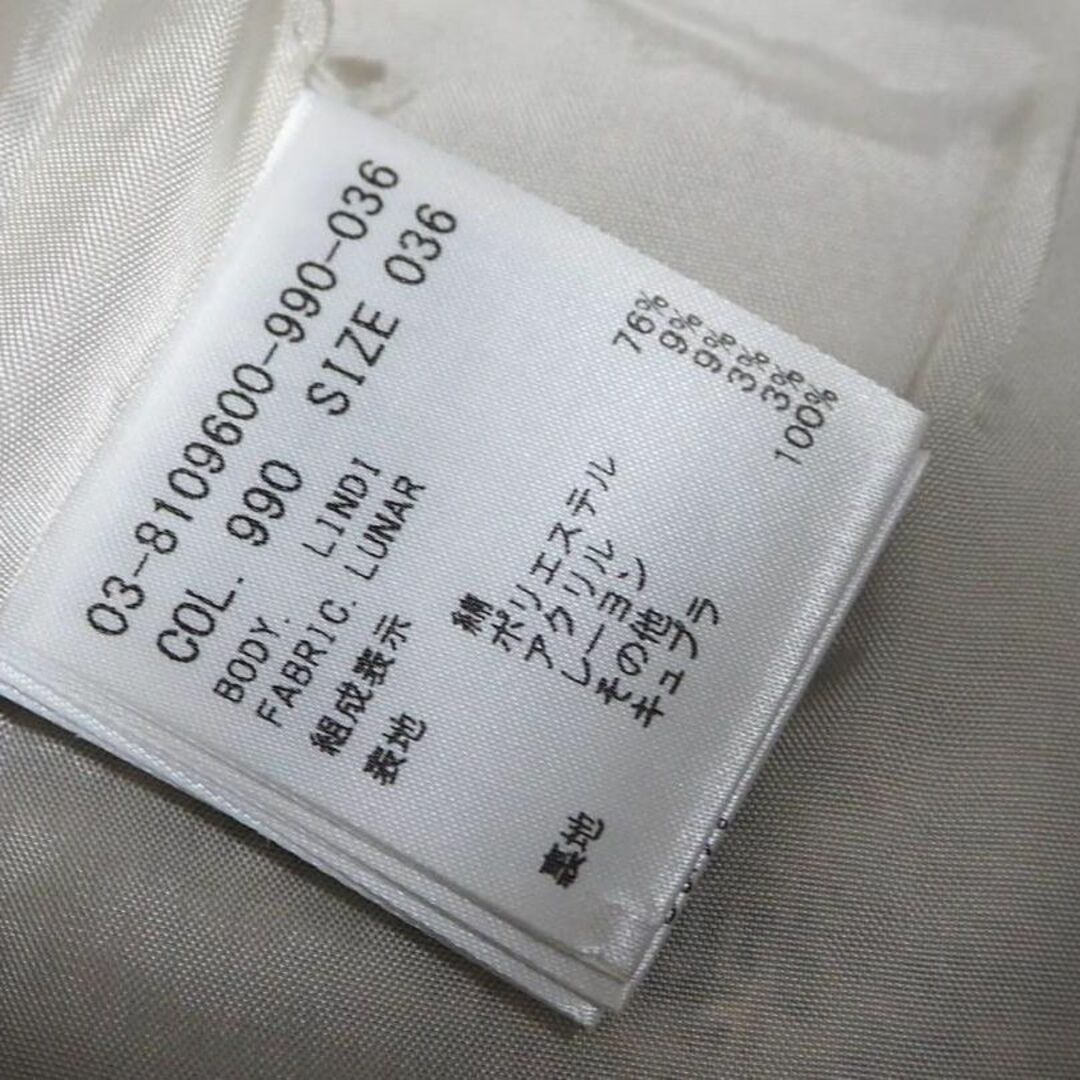 03-8109600-990-036
COL. 990 SIZE 036
BODY. LINDI
FABRIC. LUNAR
組成表示
表地
綿 76%
ポリエステル 9%
アクリル 9%
レーヨン 3%
その他 3%
裏地 キュプラ 100%